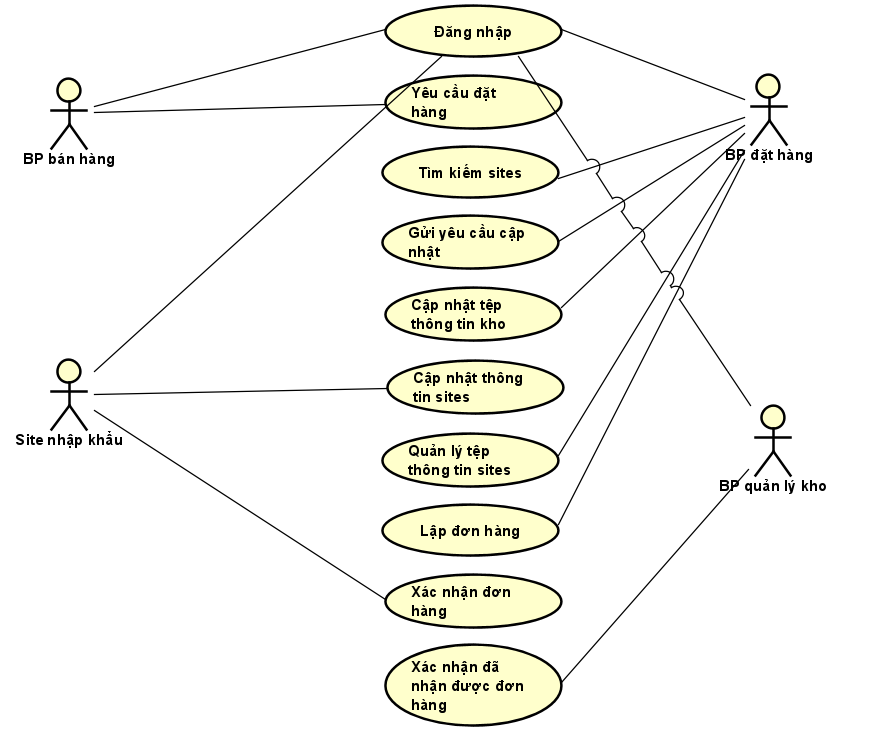 Đăng nhập
Yêu cầu đặt
hàng
BP bán hàng
BP đặt hàng
Tìm kiếm sites
Gửi yêu cầu cập
nhật
Cập nhật tệp
thông tin kho
Cập nhật thông
tin sites
Site nhập khẩu
Quản lý tệp
thông tin sites
BP quản lý kho
Lập đơn hàng
Xác nhận đơn
hàng
Xác nhận đã
nhận được đơn
hàng